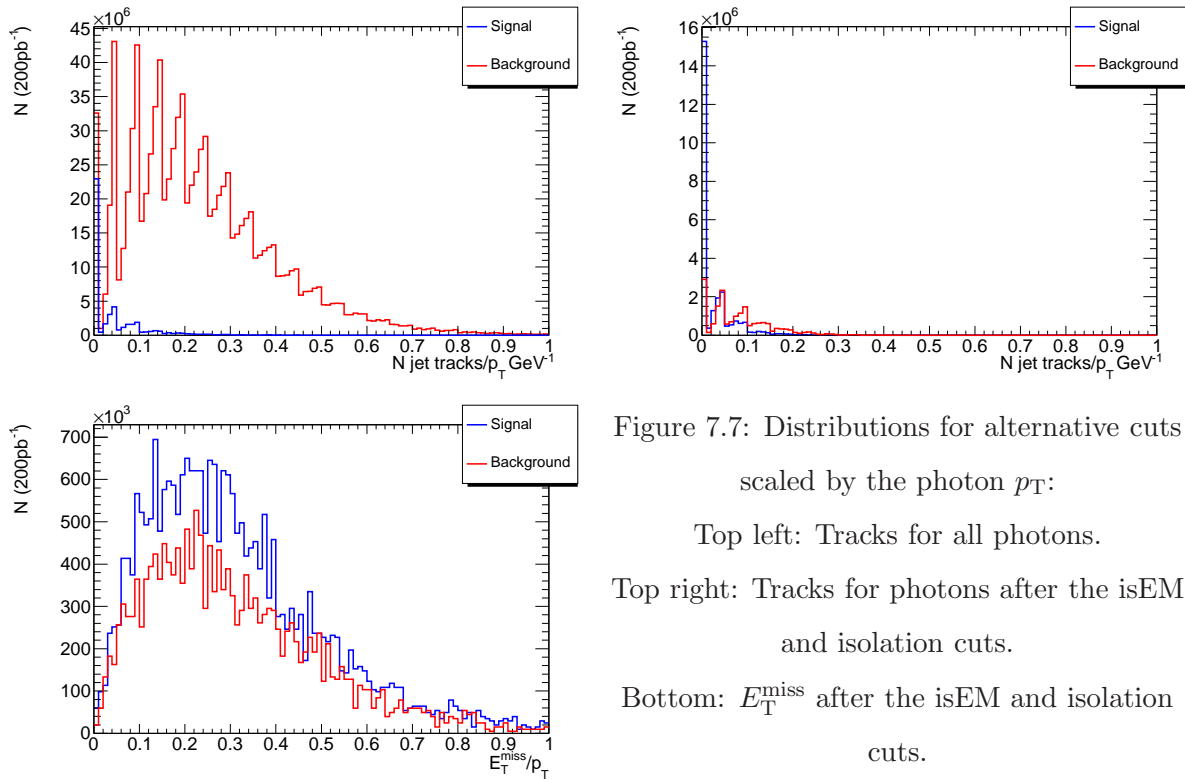 ×10⁶
N (200pb⁻¹)
45
40
35
30
25
20
15
10
5
0
0 0.1 0.2 0.3 0.4 0.5 0.6 0.7 0.8 0.9 1
N jet tracks/p_T GeV⁻¹
Signal
Background
×10⁶
N (200pb⁻¹)
16
14
12
10
8
6
4
2
0
0 0.1 0.2 0.3 0.4 0.5 0.6 0.7 0.8 0.9 1
N jet tracks/p_T GeV⁻¹
Signal
Background
×10³
N (200pb⁻¹)
700
600
500
400
300
200
100
0
0 0.1 0.2 0.3 0.4 0.5 0.6 0.7 0.8 0.9 1
E_T^miss/p_T
Signal
Background
Figure 7.7: Distributions for alternative cuts
scaled by the photon p_T:
Top left: Tracks for all photons.
Top right: Tracks for photons after the isEM
and isolation cuts.
Bottom: E_T^miss after the isEM and isolation
cuts.